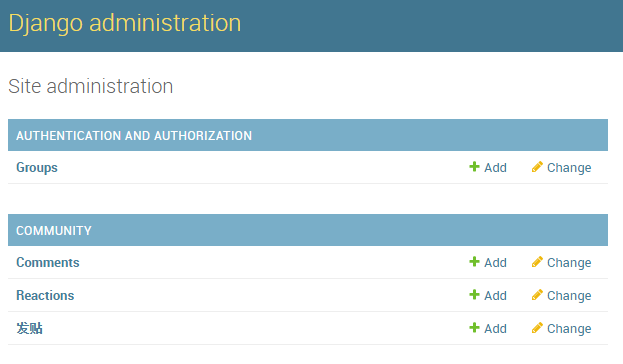 Django administration
Site administration
AUTHENTICATION AND AUTHORIZATION
Groups Add Change
COMMUNITY
Comments Add Change
Reactions Add Change
发贴 Add Change